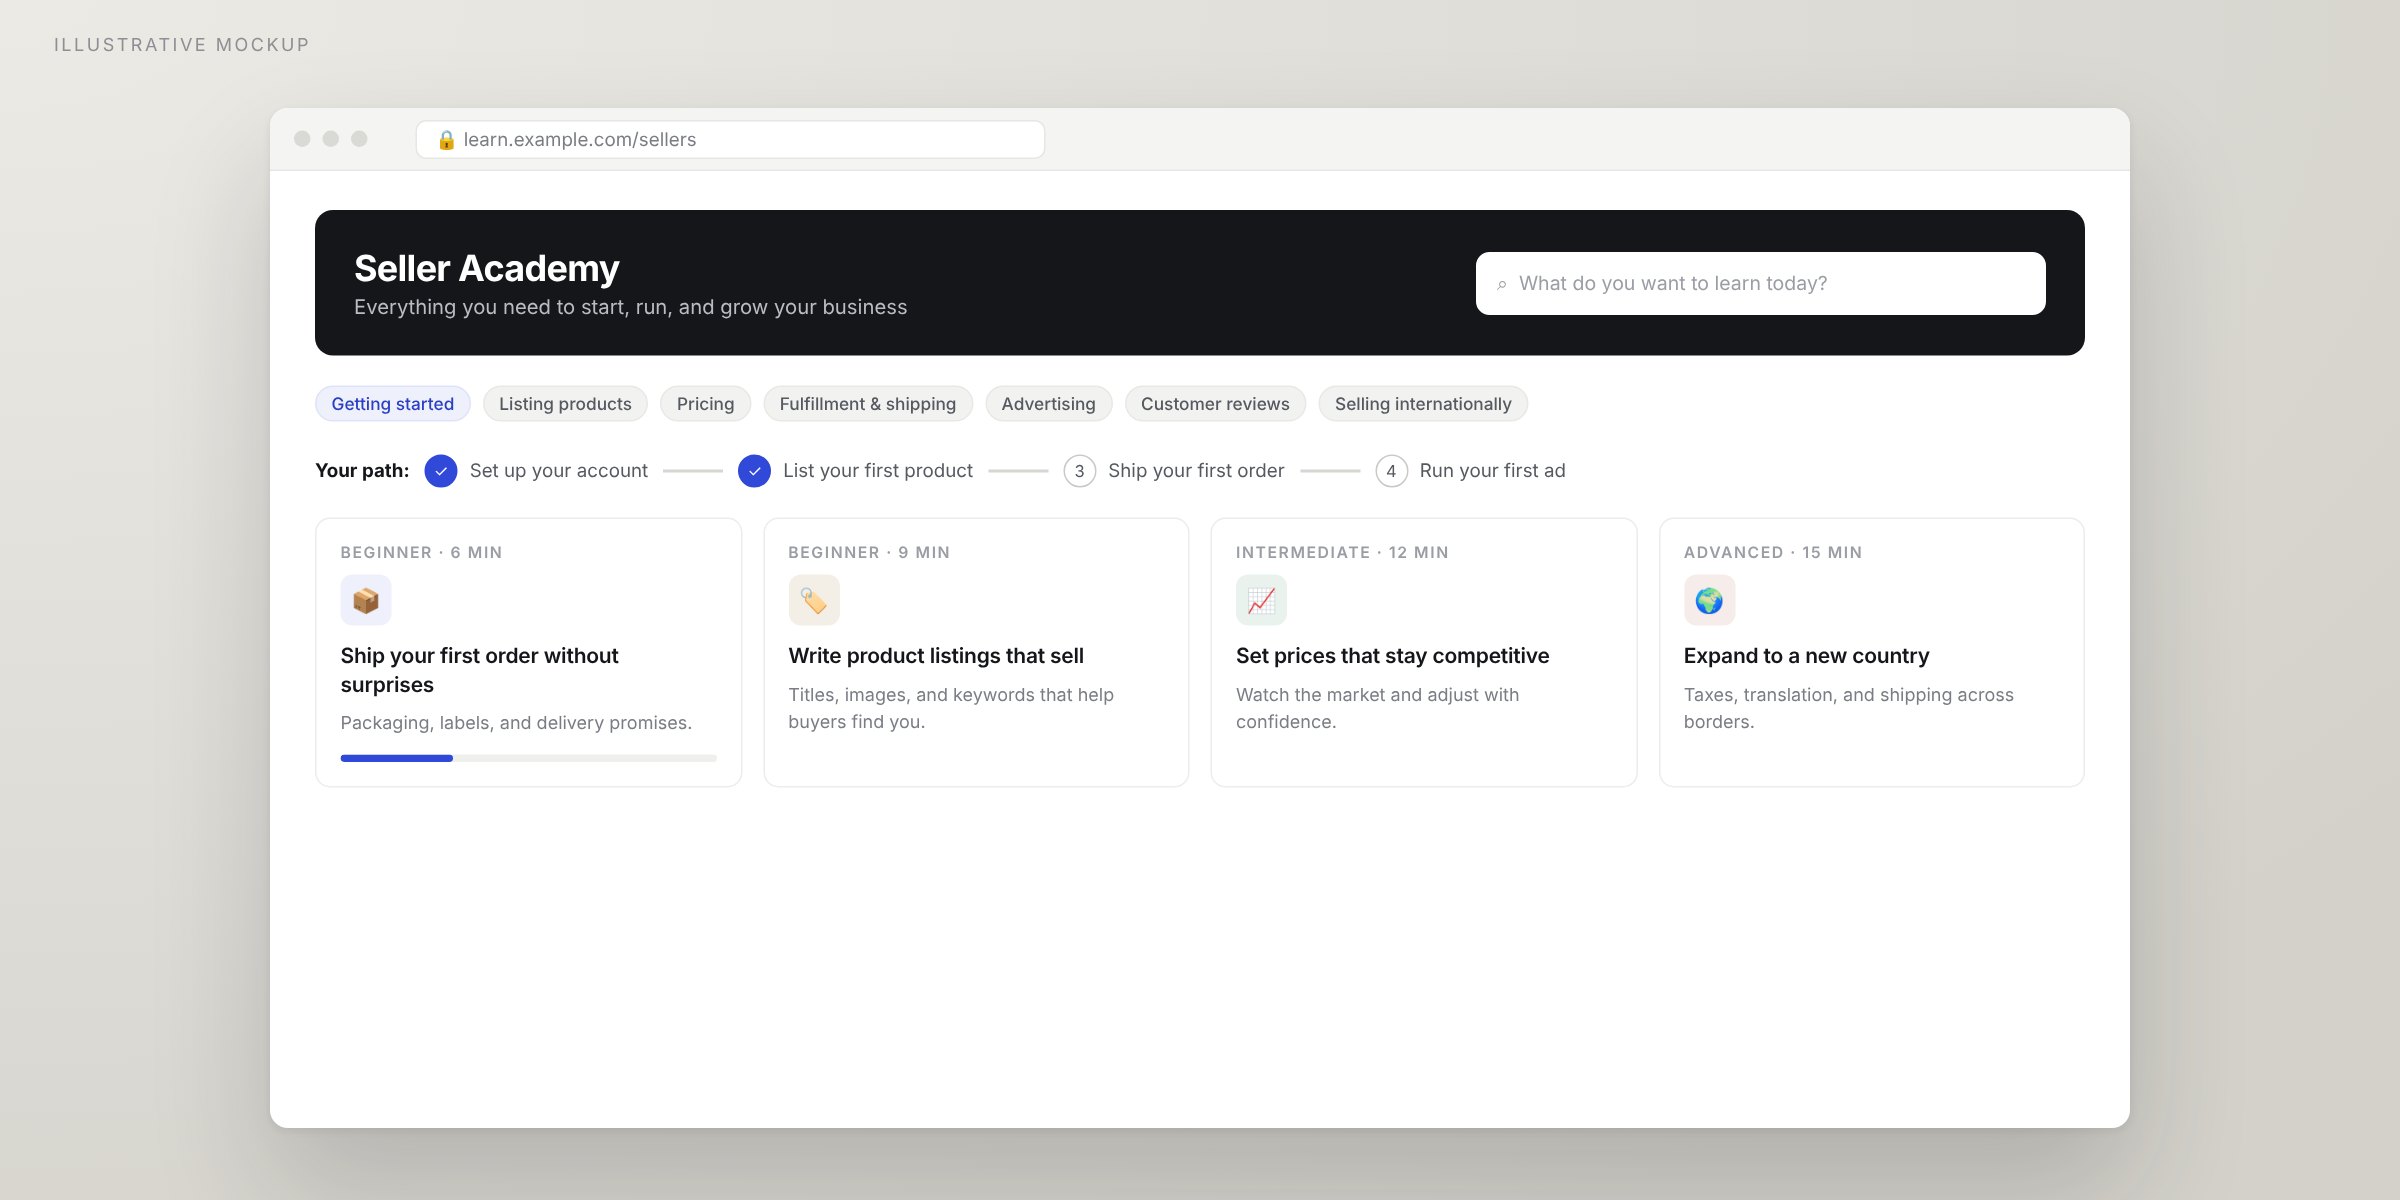 ILLUSTRATIVE MOCKUP
learn.example.com/sellers
Seller Academy
Everything you need to start, run, and grow your business
What do you want to learn today?
Getting started Listing products Pricing Fulfillment & shipping Advertising Customer reviews Selling internationally
Your path: Set up your account List your first product 3 Ship your first order 4 Run your first ad
BEGINNER · 6 MIN
Ship your first order without
surprises
Packaging, labels, and delivery promises.
BEGINNER · 9 MIN
Write product listings that sell
Titles, images, and keywords that help
buyers find you.
INTERMEDIATE · 12 MIN
Set prices that stay competitive
Watch the market and adjust with
confidence.
ADVANCED · 15 MIN
Expand to a new country
Taxes, translation, and shipping across
borders.